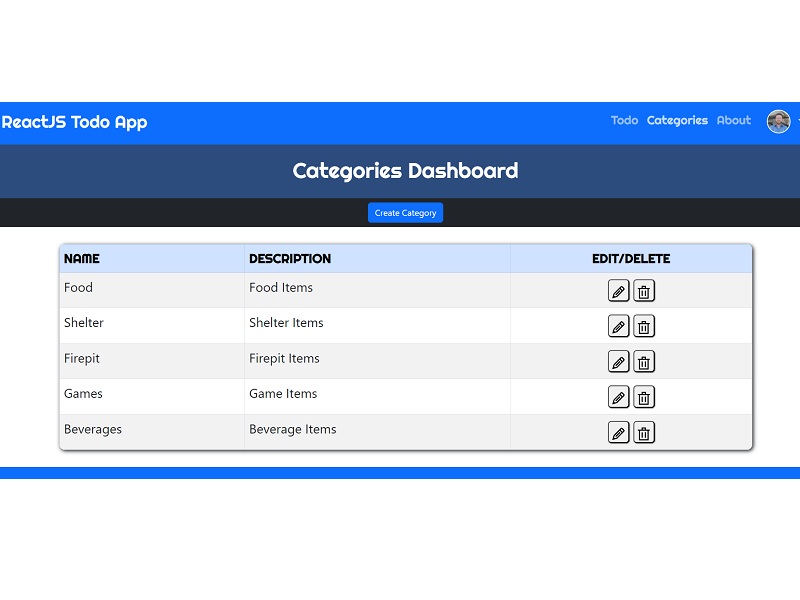 ReactJS Todo App
Todo Categories About
Categories Dashboard
Create Category
NAME DESCRIPTION EDIT/DELETE
Food Food Items
Shelter Shelter Items
Firepit Firepit Items
Games Game Items
Beverages Beverage Items